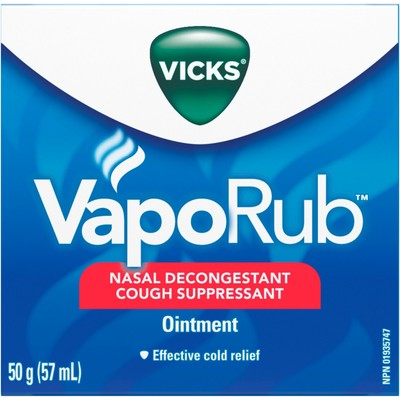 VICKS®
VapoRub™
NASAL DECONGESTANT
COUGH SUPPRESSANT
Ointment
Effective cold relief
50 g (57 mL)
NPN 01935747